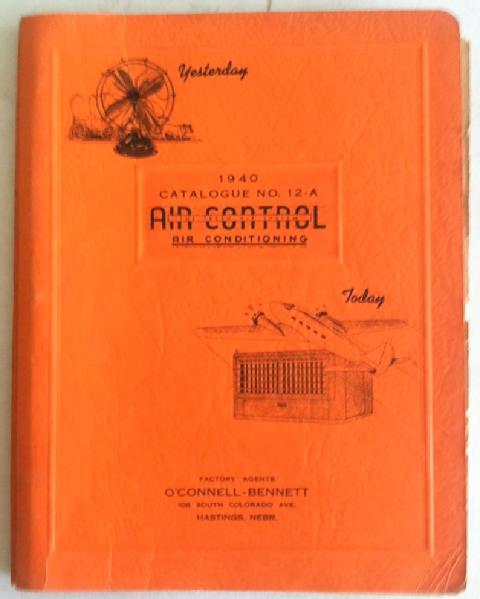 Yesterday
1940
CATALOGUE NO. 12-A
AIR CONTROL
AIR CONDITIONING
Today
FACTORY AGENTS
O'CONNELL-BENNETT
108 SOUTH COLORADO AVE.
HASTINGS, NEBR.